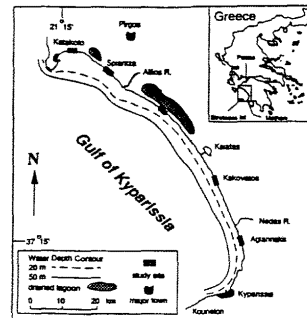 21° 15'
Greece
Pirgos
Katakolo
Spiantza
Alfios R.
Gulf of Kyparissia
Kaiafas
Kakovatos
N
Nedas R.
37° 15'
Agiannakis
Water Depth Contour
20 m
50 m
drained lagoon
study site
major town
0 10 20 km
Kyparissia
Kouneion